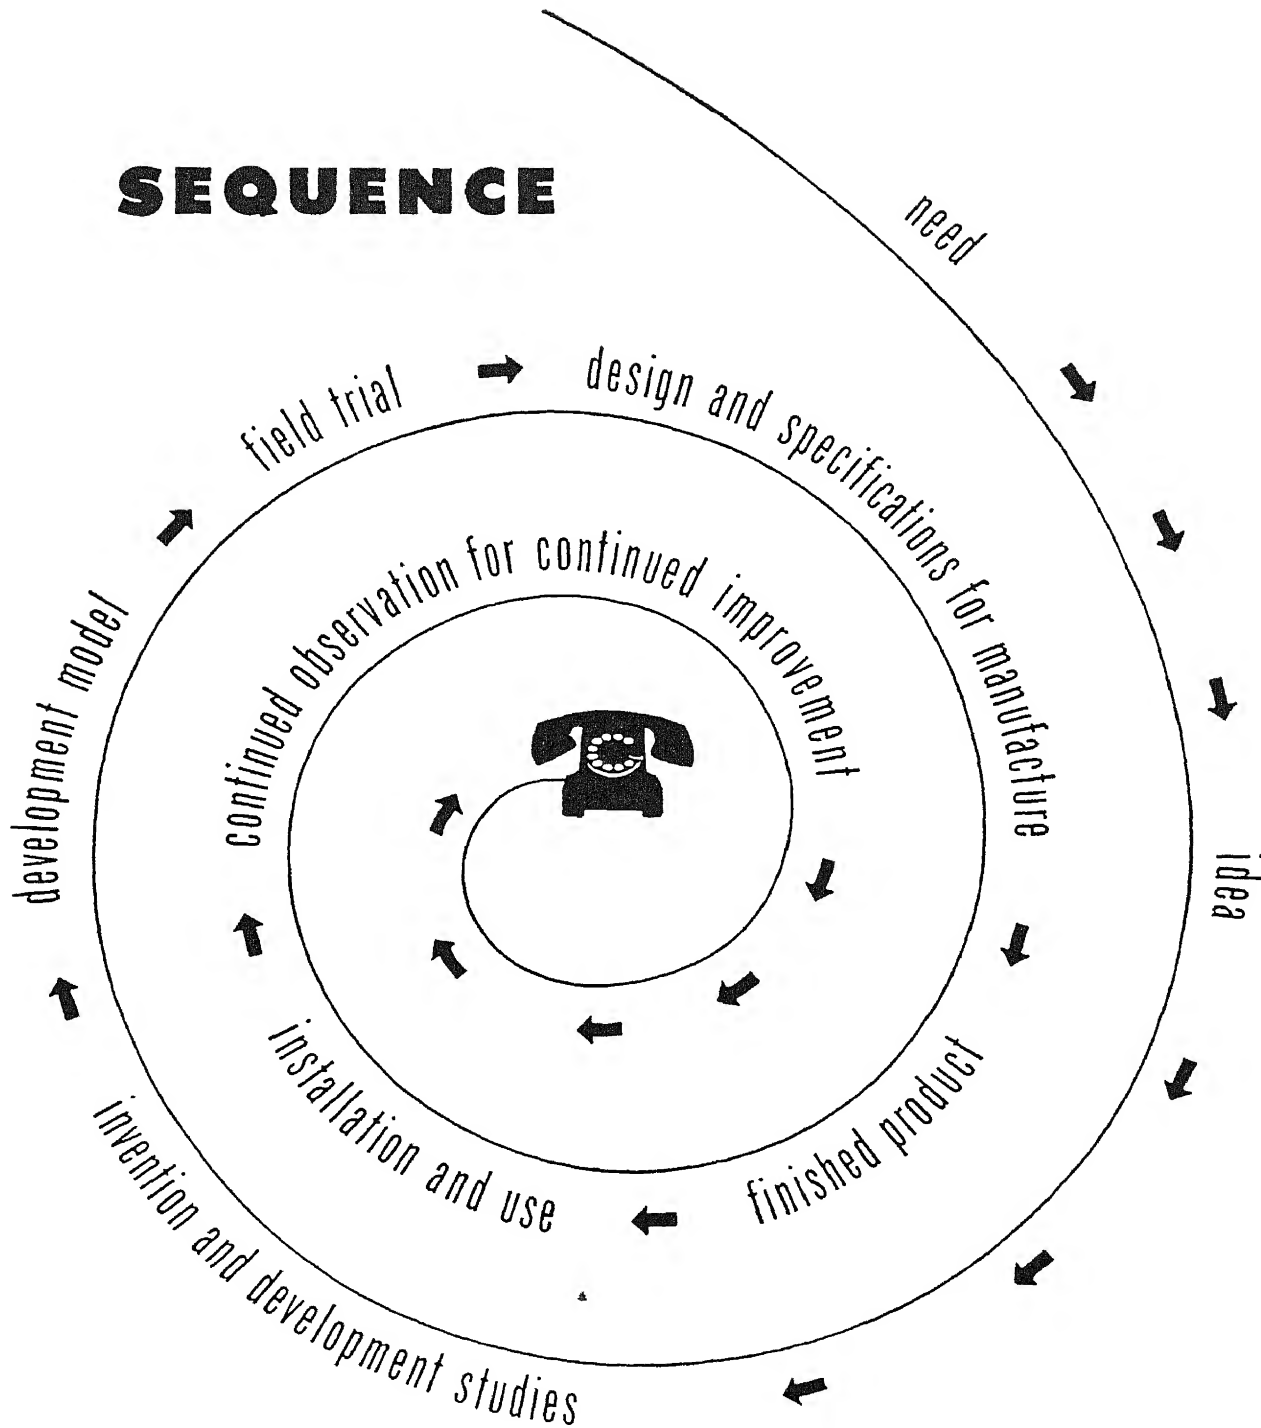 SEQUENCE
need
idea
invention and development studies
development model
field trial
design and specifications for manufacture
finished product
installation and use
continued observation for continued improvement